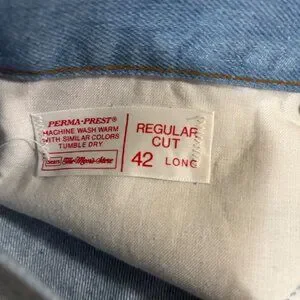 PERMA-PREST®
MACHINE WASH WARM
WITH SIMILAR COLORS
TUMBLE DRY
Sears The Men's Store
REGULAR
CUT
42 LONG